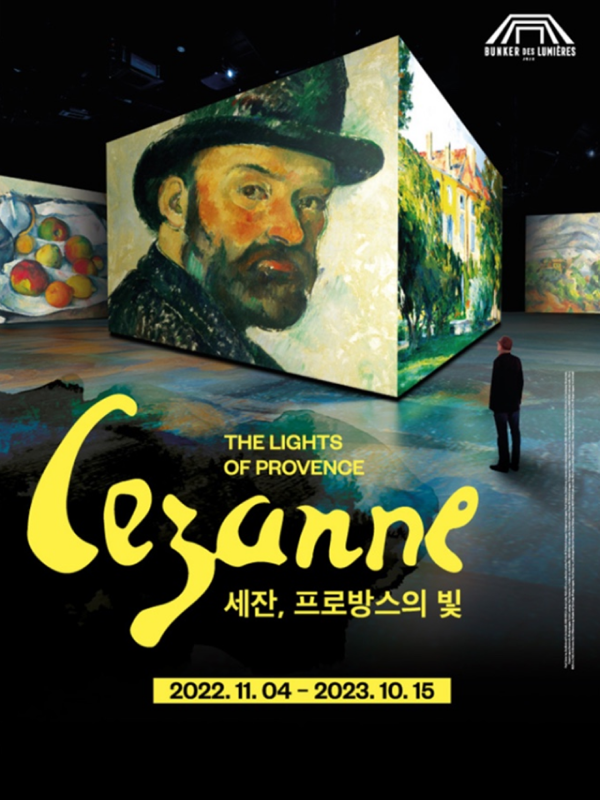 BUNKER DES LUMIÈRES
JEJU
THE LIGHTS
OF PROVENCE
Cezanne
세잔, 프로방스의 빛
2022. 11. 04 – 2023. 10. 15